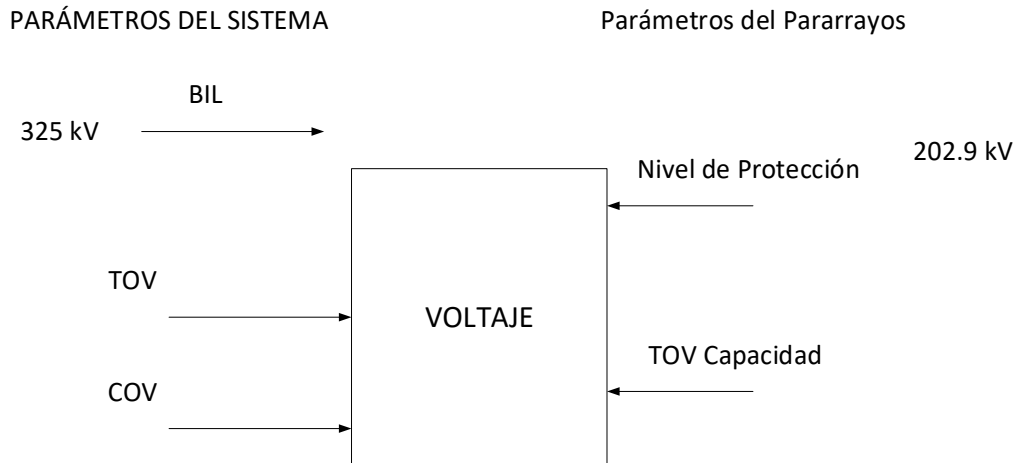 PARÁMETROS DEL SISTEMA
Parámetros del Pararrayos
BIL
325 kV
202.9 kV
Nivel de Protección
TOV
VOLTAJE
TOV Capacidad
COV